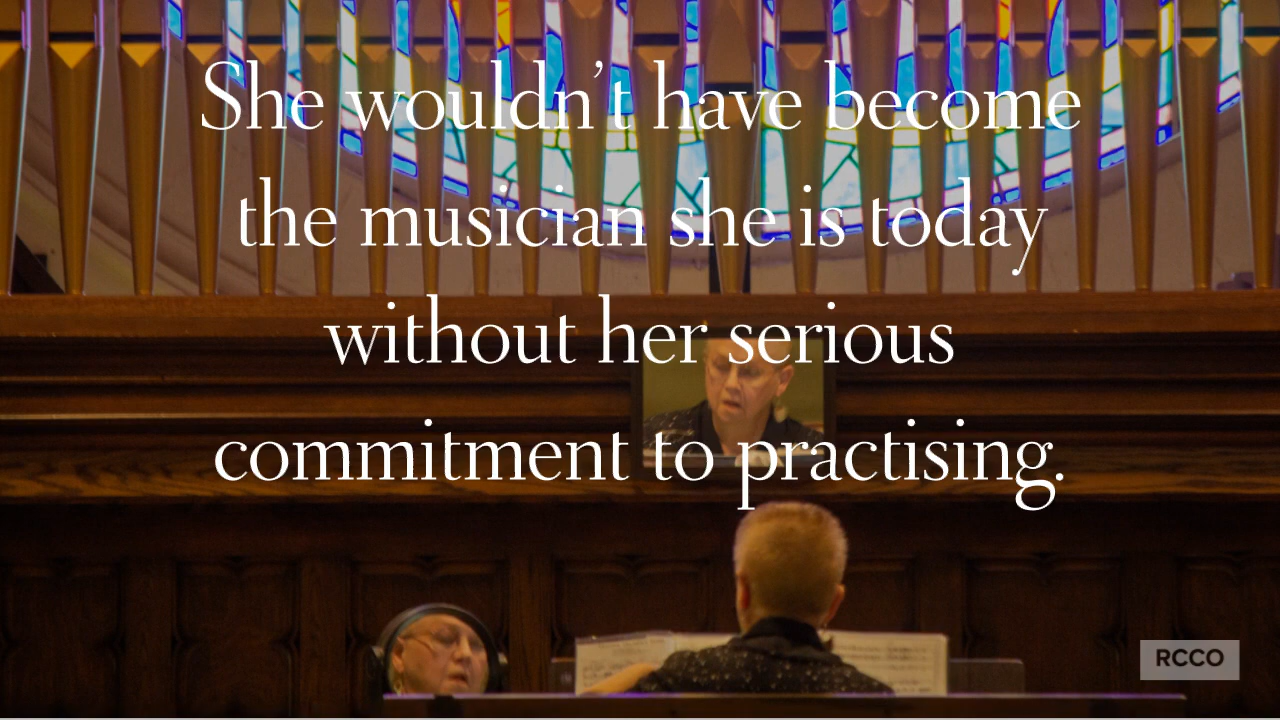 She wouldn’t have become
the musician she is today
without her serious
commitment to practising.
RCCO